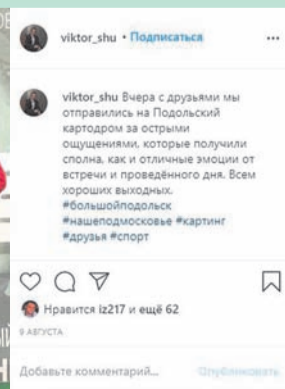 viktor_shu • Подписаться
viktor_shu Вчера с друзьями мы
отправились на Подольский
картодром за острыми
ощущениями, которые получили
сполна, как и отличные эмоции от
встречи и проведённого дня. Всем
хороших выходных.
#большойподольск
#нашеподмосковье #картинг
#друзья #спорт
Нравится iz217 и ещё 62
9 АВГУСТА
Добавьте комментарий...
Опубликовать